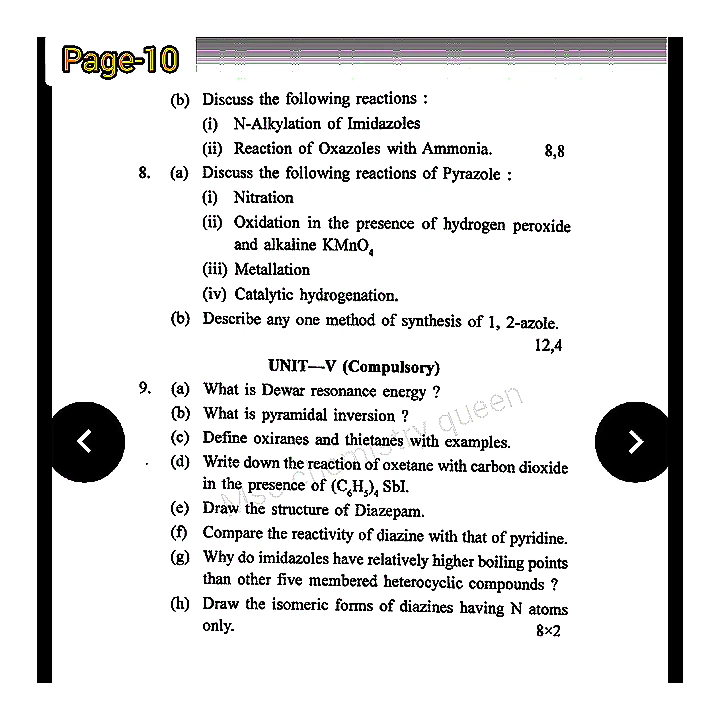 Page-10
(b) Discuss the following reactions :
(i) N-Alkylation of Imidazoles
(ii) Reaction of Oxazoles with Ammonia. 8,8
8. (a) Discuss the following reactions of Pyrazole :
(i) Nitration
(ii) Oxidation in the presence of hydrogen peroxide
and alkaline KMnO₄
(iii) Metallation
(iv) Catalytic hydrogenation.
(b) Describe any one method of synthesis of 1, 2-azole.
12,4
UNIT—V (Compulsory)
9. (a) What is Dewar resonance energy ?
(b) What is pyramidal inversion ?
(c) Define oxiranes and thietanes with examples.
(d) Write down the reaction of oxetane with carbon dioxide
in the presence of (C₆H₅)₄ SbI.
(e) Draw the structure of Diazepam.
(f) Compare the reactivity of diazine with that of pyridine.
(g) Why do imidazoles have relatively higher boiling points
than other five membered heterocyclic compounds ?
(h) Draw the isomeric forms of diazines having N atoms
only. 8×2
chemistry queen